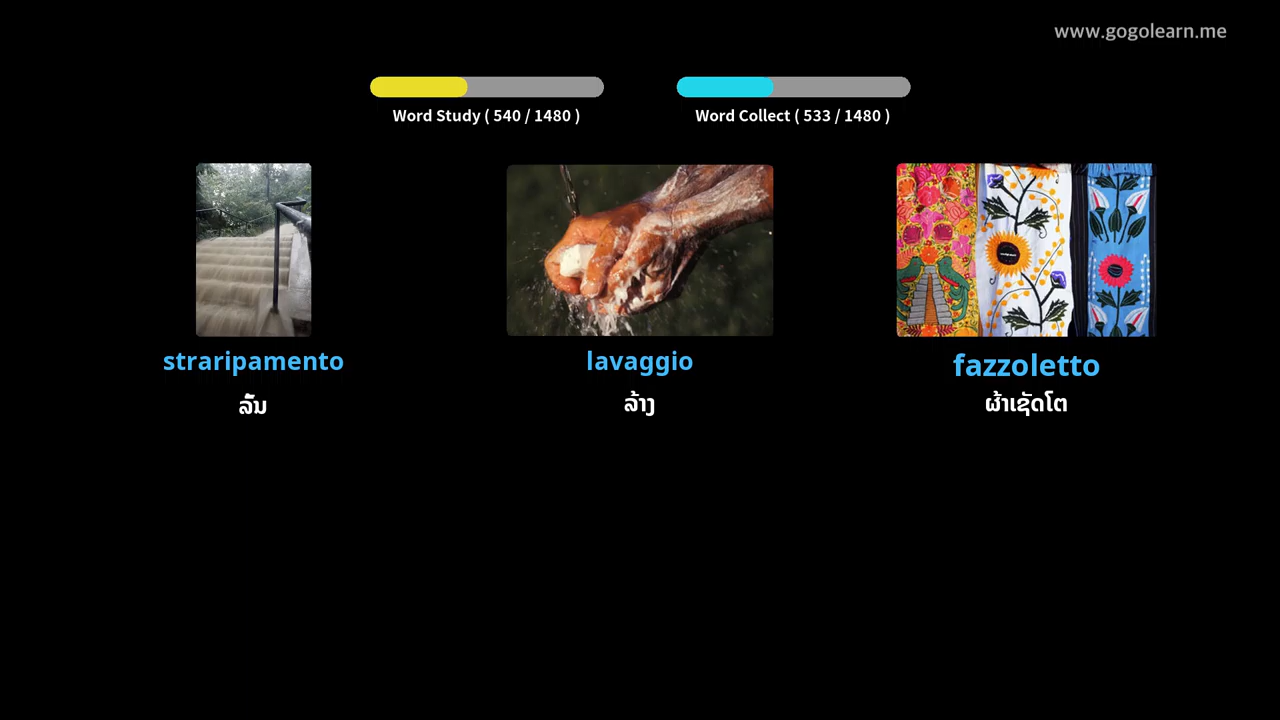 www.gogolearn.me
Word Study ( 540 / 1480 )
Word Collect ( 533 / 1480 )
straripamento
lavaggio
fazzoletto
ລົ້ນ
ລ້າງ
ຜ້າເຊັດໂຕ